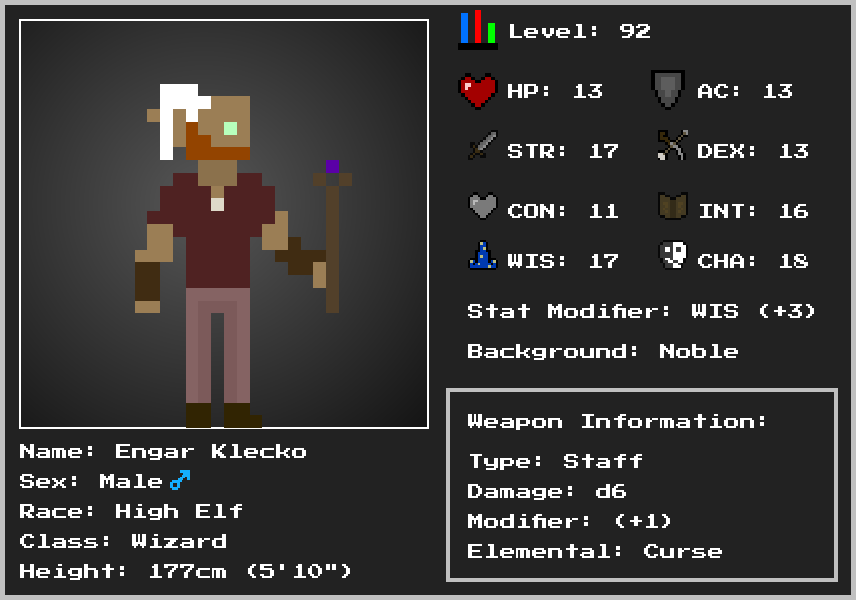 Level: 92
HP: 13 AC: 13
STR: 17 DEX: 13
CON: 11 INT: 16
WIS: 17 CHA: 18
Stat Modifier: WIS (+3)
Background: Noble
Weapon Information:
Type: Staff
Damage: d6
Modifier: (+1)
Elemental: Curse
Name: Engar Klecko
Sex: Male♂
Race: High Elf
Class: Wizard
Height: 177cm (5'10")